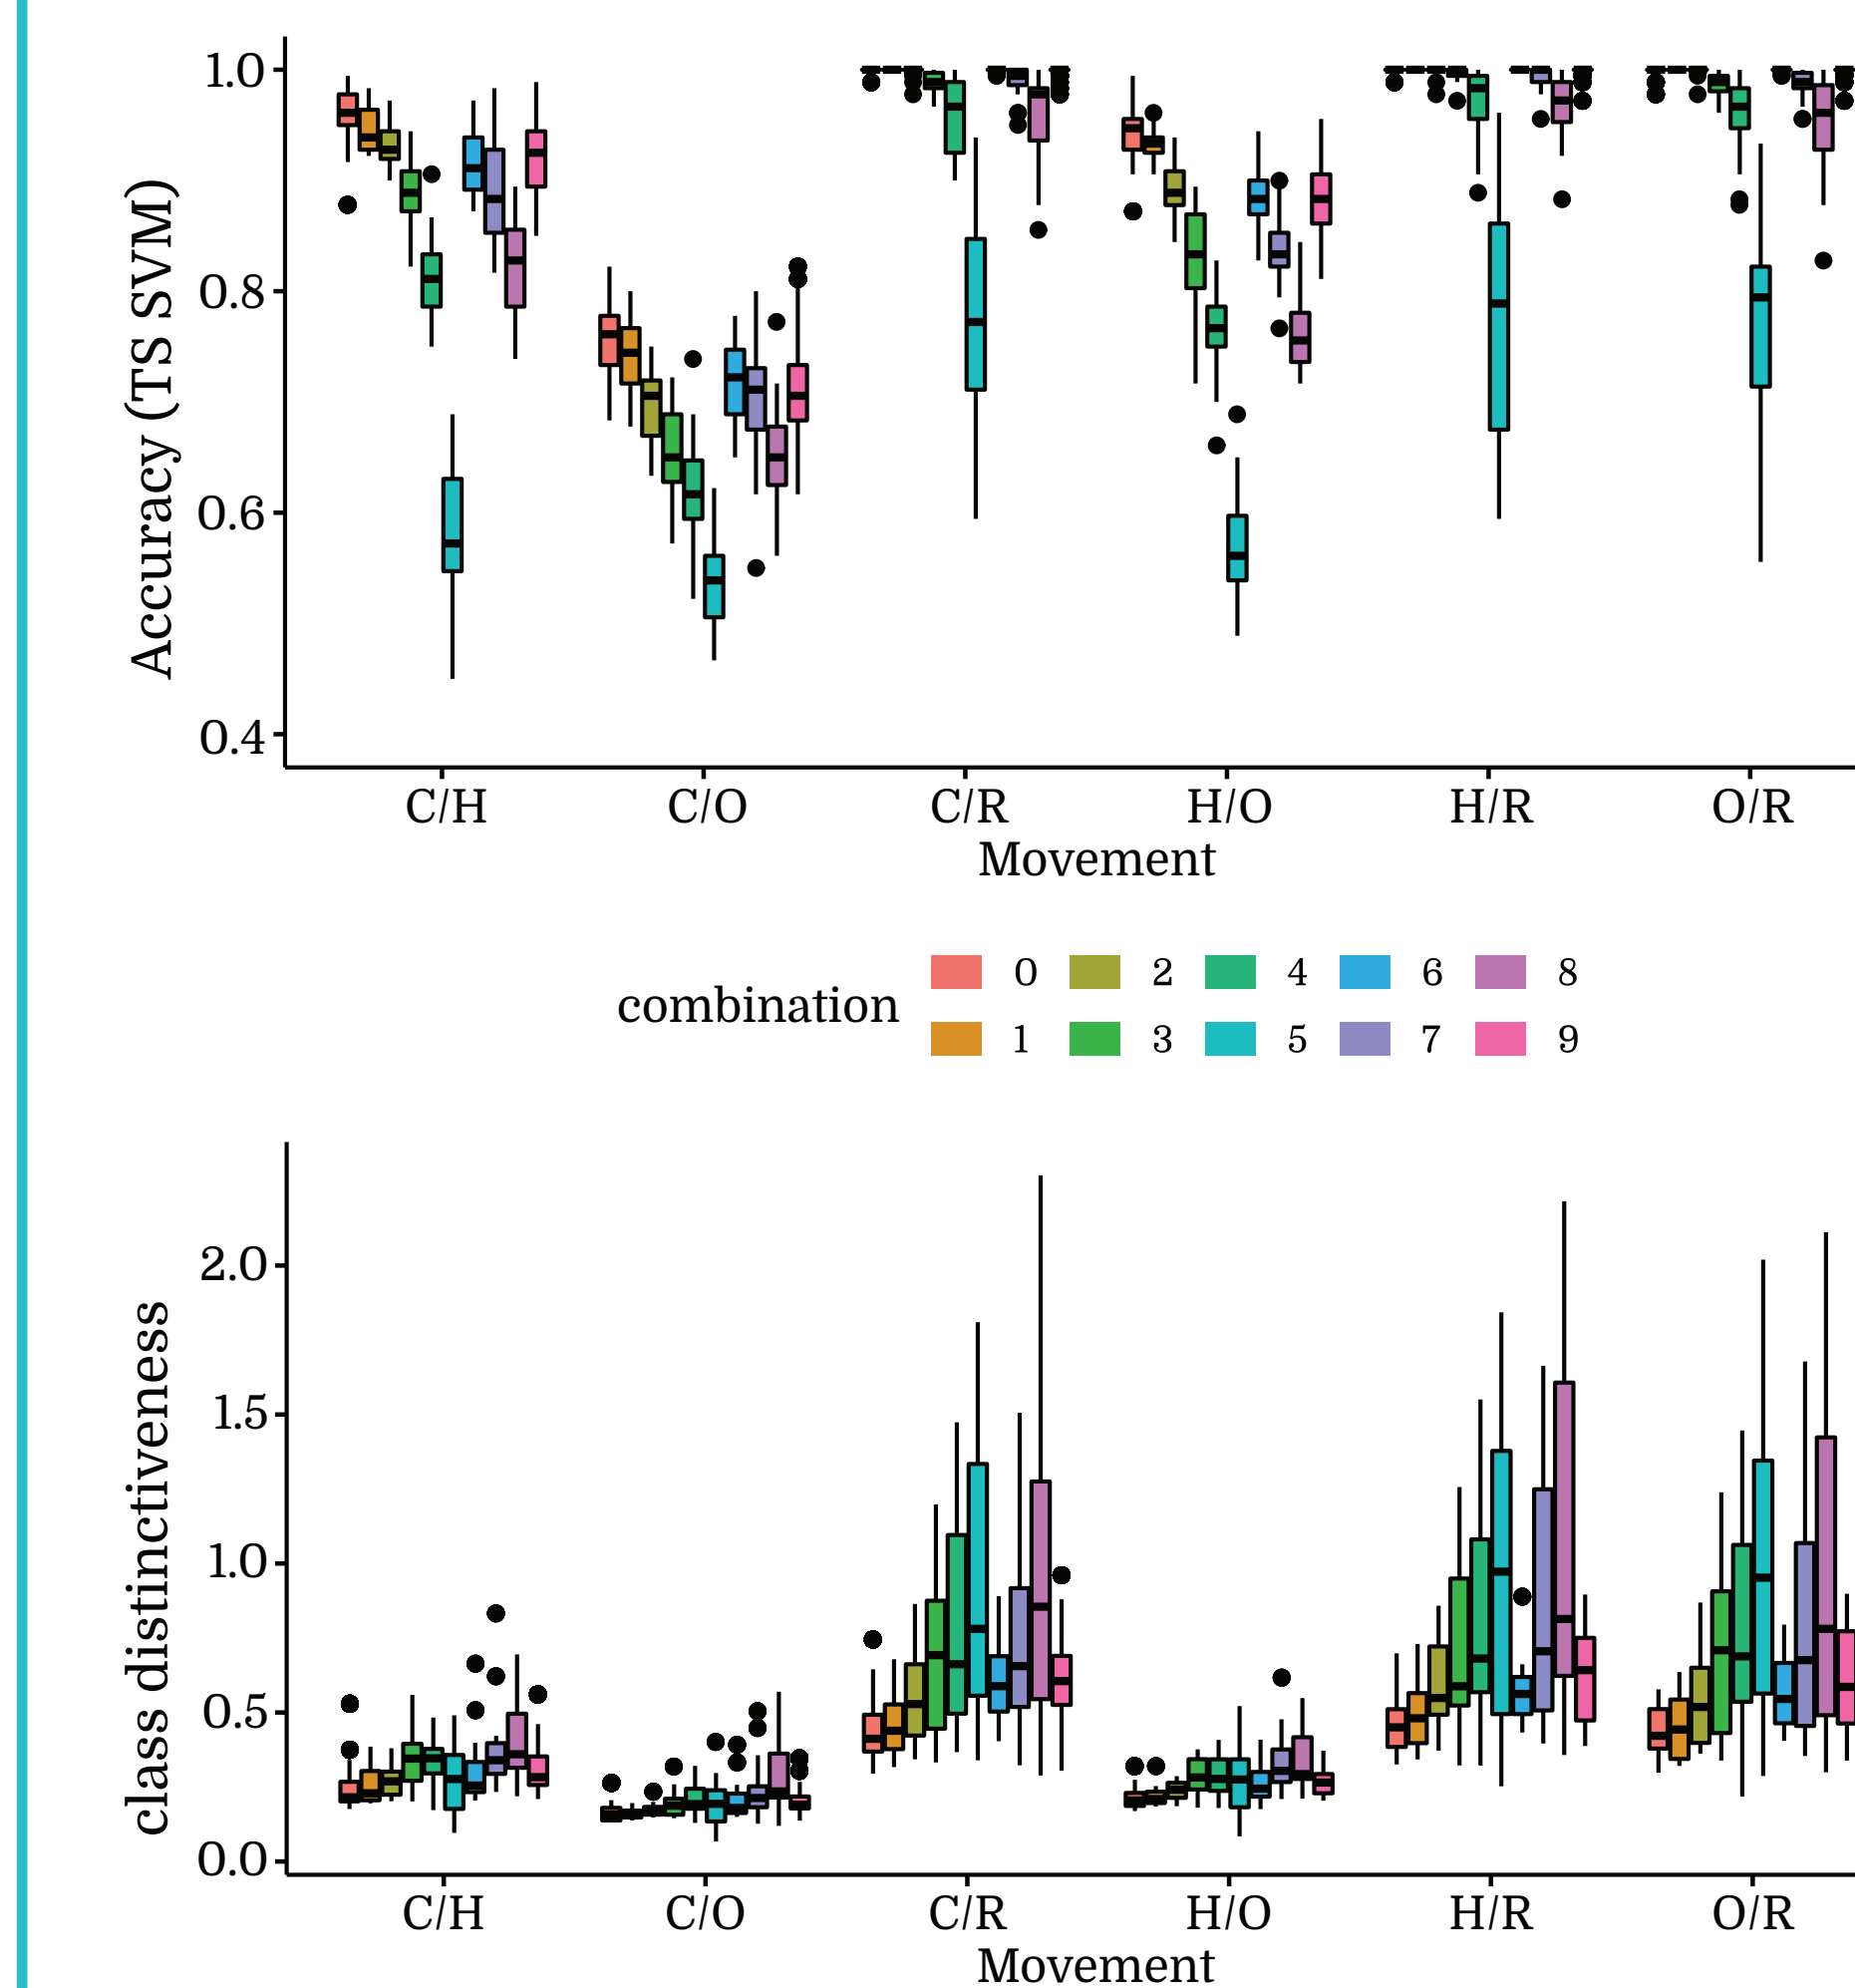 Accuracy (TS SVM)
1.0
0.8
0.6
0.4
C/H C/O C/R H/O H/R O/R
Movement
combination
0 2 4 6 8
1 3 5 7 9
class distinctiveness
2.0
1.5
1.0
0.5
0.0
C/H C/O C/R H/O H/R O/R
Movement